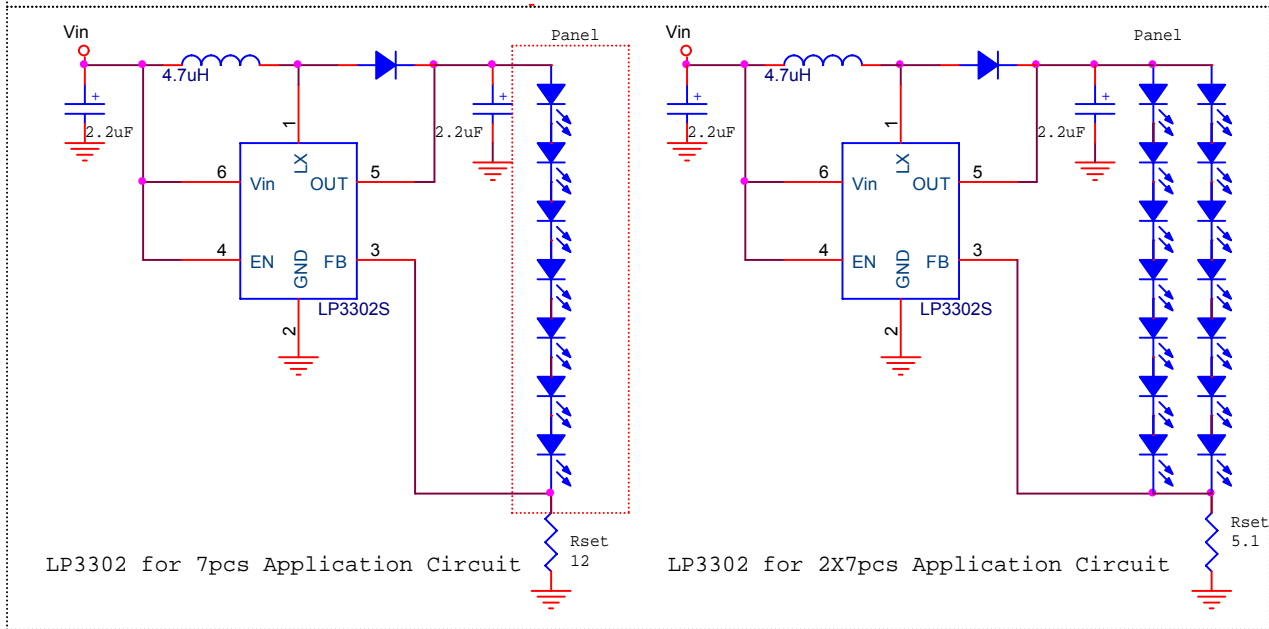 Vin
Panel
4.7uH
2.2uF
2.2uF
1
LX
6
Vin
OUT
5
4
EN
GND
FB
3
LP3302S
2
Rset
12
LP3302 for 7pcs Application Circuit
Vin
Panel
4.7uH
2.2uF
2.2uF
1
LX
6
Vin
OUT
5
4
EN
GND
FB
3
LP3302S
2
Rset
5.1
LP3302 for 2X7pcs Application Circuit